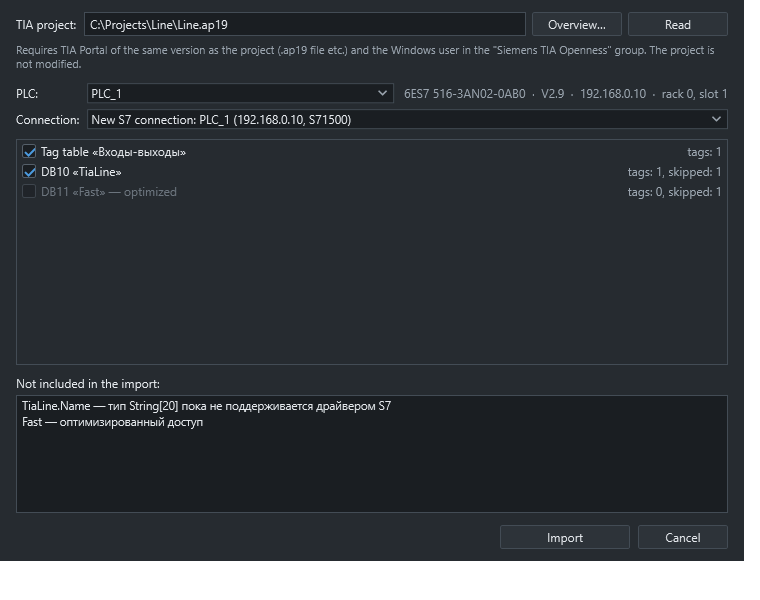 TIA project: C:\Projects\Line\Line.ap19 Overview... Read
Requires TIA Portal of the same version as the project (.ap19 file etc.) and the Windows user in the "Siemens TIA Openness" group. The project is
not modified.
PLC: PLC_1 6ES7 516-3AN02-0AB0 · V2.9 · 192.168.0.10 · rack 0, slot 1
Connection: New S7 connection: PLC_1 (192.168.0.10, S71500)
Tag table «Входы-выходы» tags: 1
DB10 «TiaLine» tags: 1, skipped: 1
DB11 «Fast» — optimized tags: 0, skipped: 1
Not included in the import:
TiaLine.Name — тип String[20] пока не поддерживается драйвером S7
Fast — оптимизированный доступ
Import Cancel